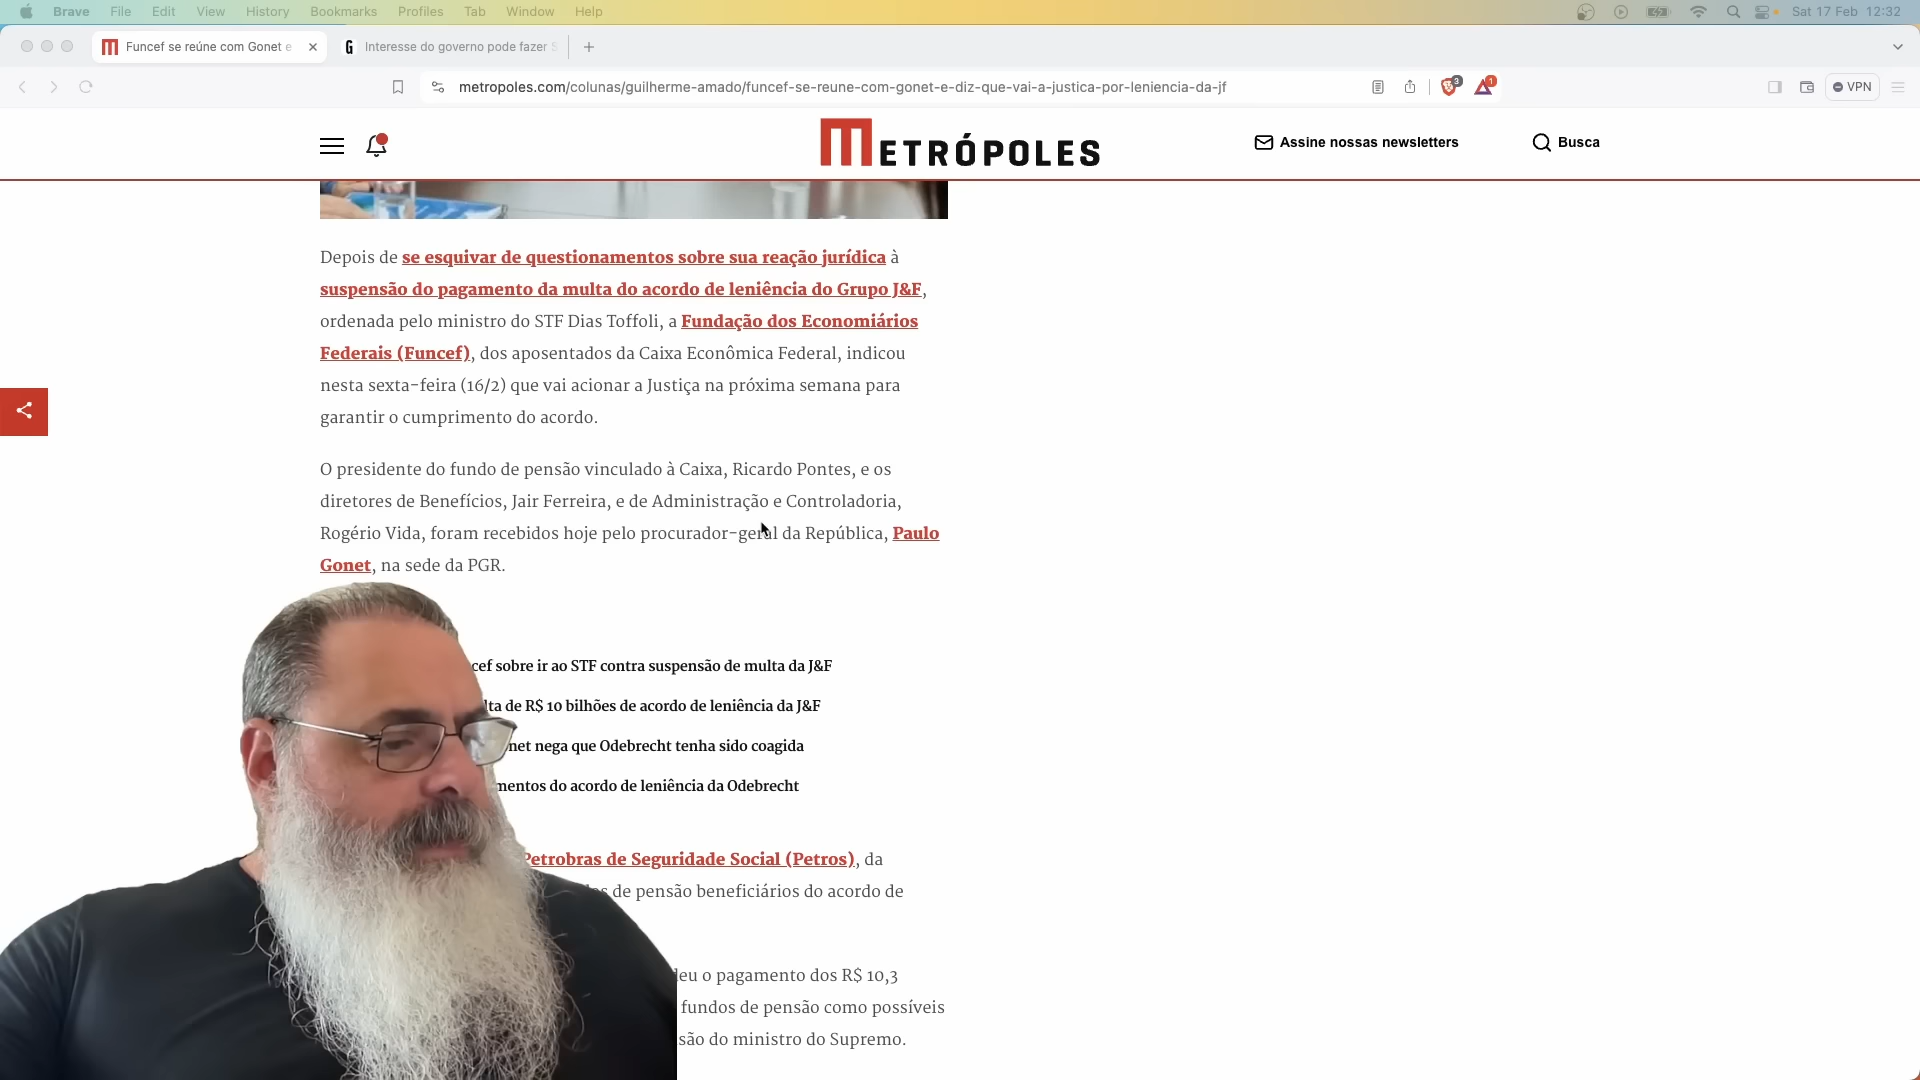 Brave File Edit View History Bookmarks Profiles Tab Window Help Sat 17 Feb 12:32
Funcef se reúne com Gonet e
Interesse do governo pode fazer
metropoles.com/colunas/guilherme-amado/funcef-se-reune-com-gonet-e-diz-que-vai-a-justica-por-leniencia-da-jf 3 1 VPN
METRÓPOLES
Assine nossas newsletters
Busca
Depois de se esquivar de questionamentos sobre sua reação jurídica à
suspensão do pagamento da multa do acordo de leniência do Grupo J&F,
ordenada pelo ministro do STF Dias Toffoli, a Fundação dos Economiários
Federais (Funcef), dos aposentados da Caixa Econômica Federal, indicou
nesta sexta-feira (16/2) que vai acionar a Justiça na próxima semana para
garantir o cumprimento do acordo.
O presidente do fundo de pensão vinculado à Caixa, Ricardo Pontes, e os
diretores de Benefícios, Jair Ferreira, e de Administração e Controladoria,
Rogério Vida, foram recebidos hoje pelo procurador-geral da República, Paulo
Gonet, na sede da PGR.
sobre ir ao STF contra suspensão de multa da J&F
de R$ 10 bilhões de acordo de leniência da J&F
nega que Odebrecht tenha sido coagida
do acordo de leniência da Odebrecht
Petrobras de Seguridade Social (Petros), da
de pensão beneficiários do acordo de
o pagamento dos R$ 10,3
fundos de pensão como possíveis
do ministro do Supremo.